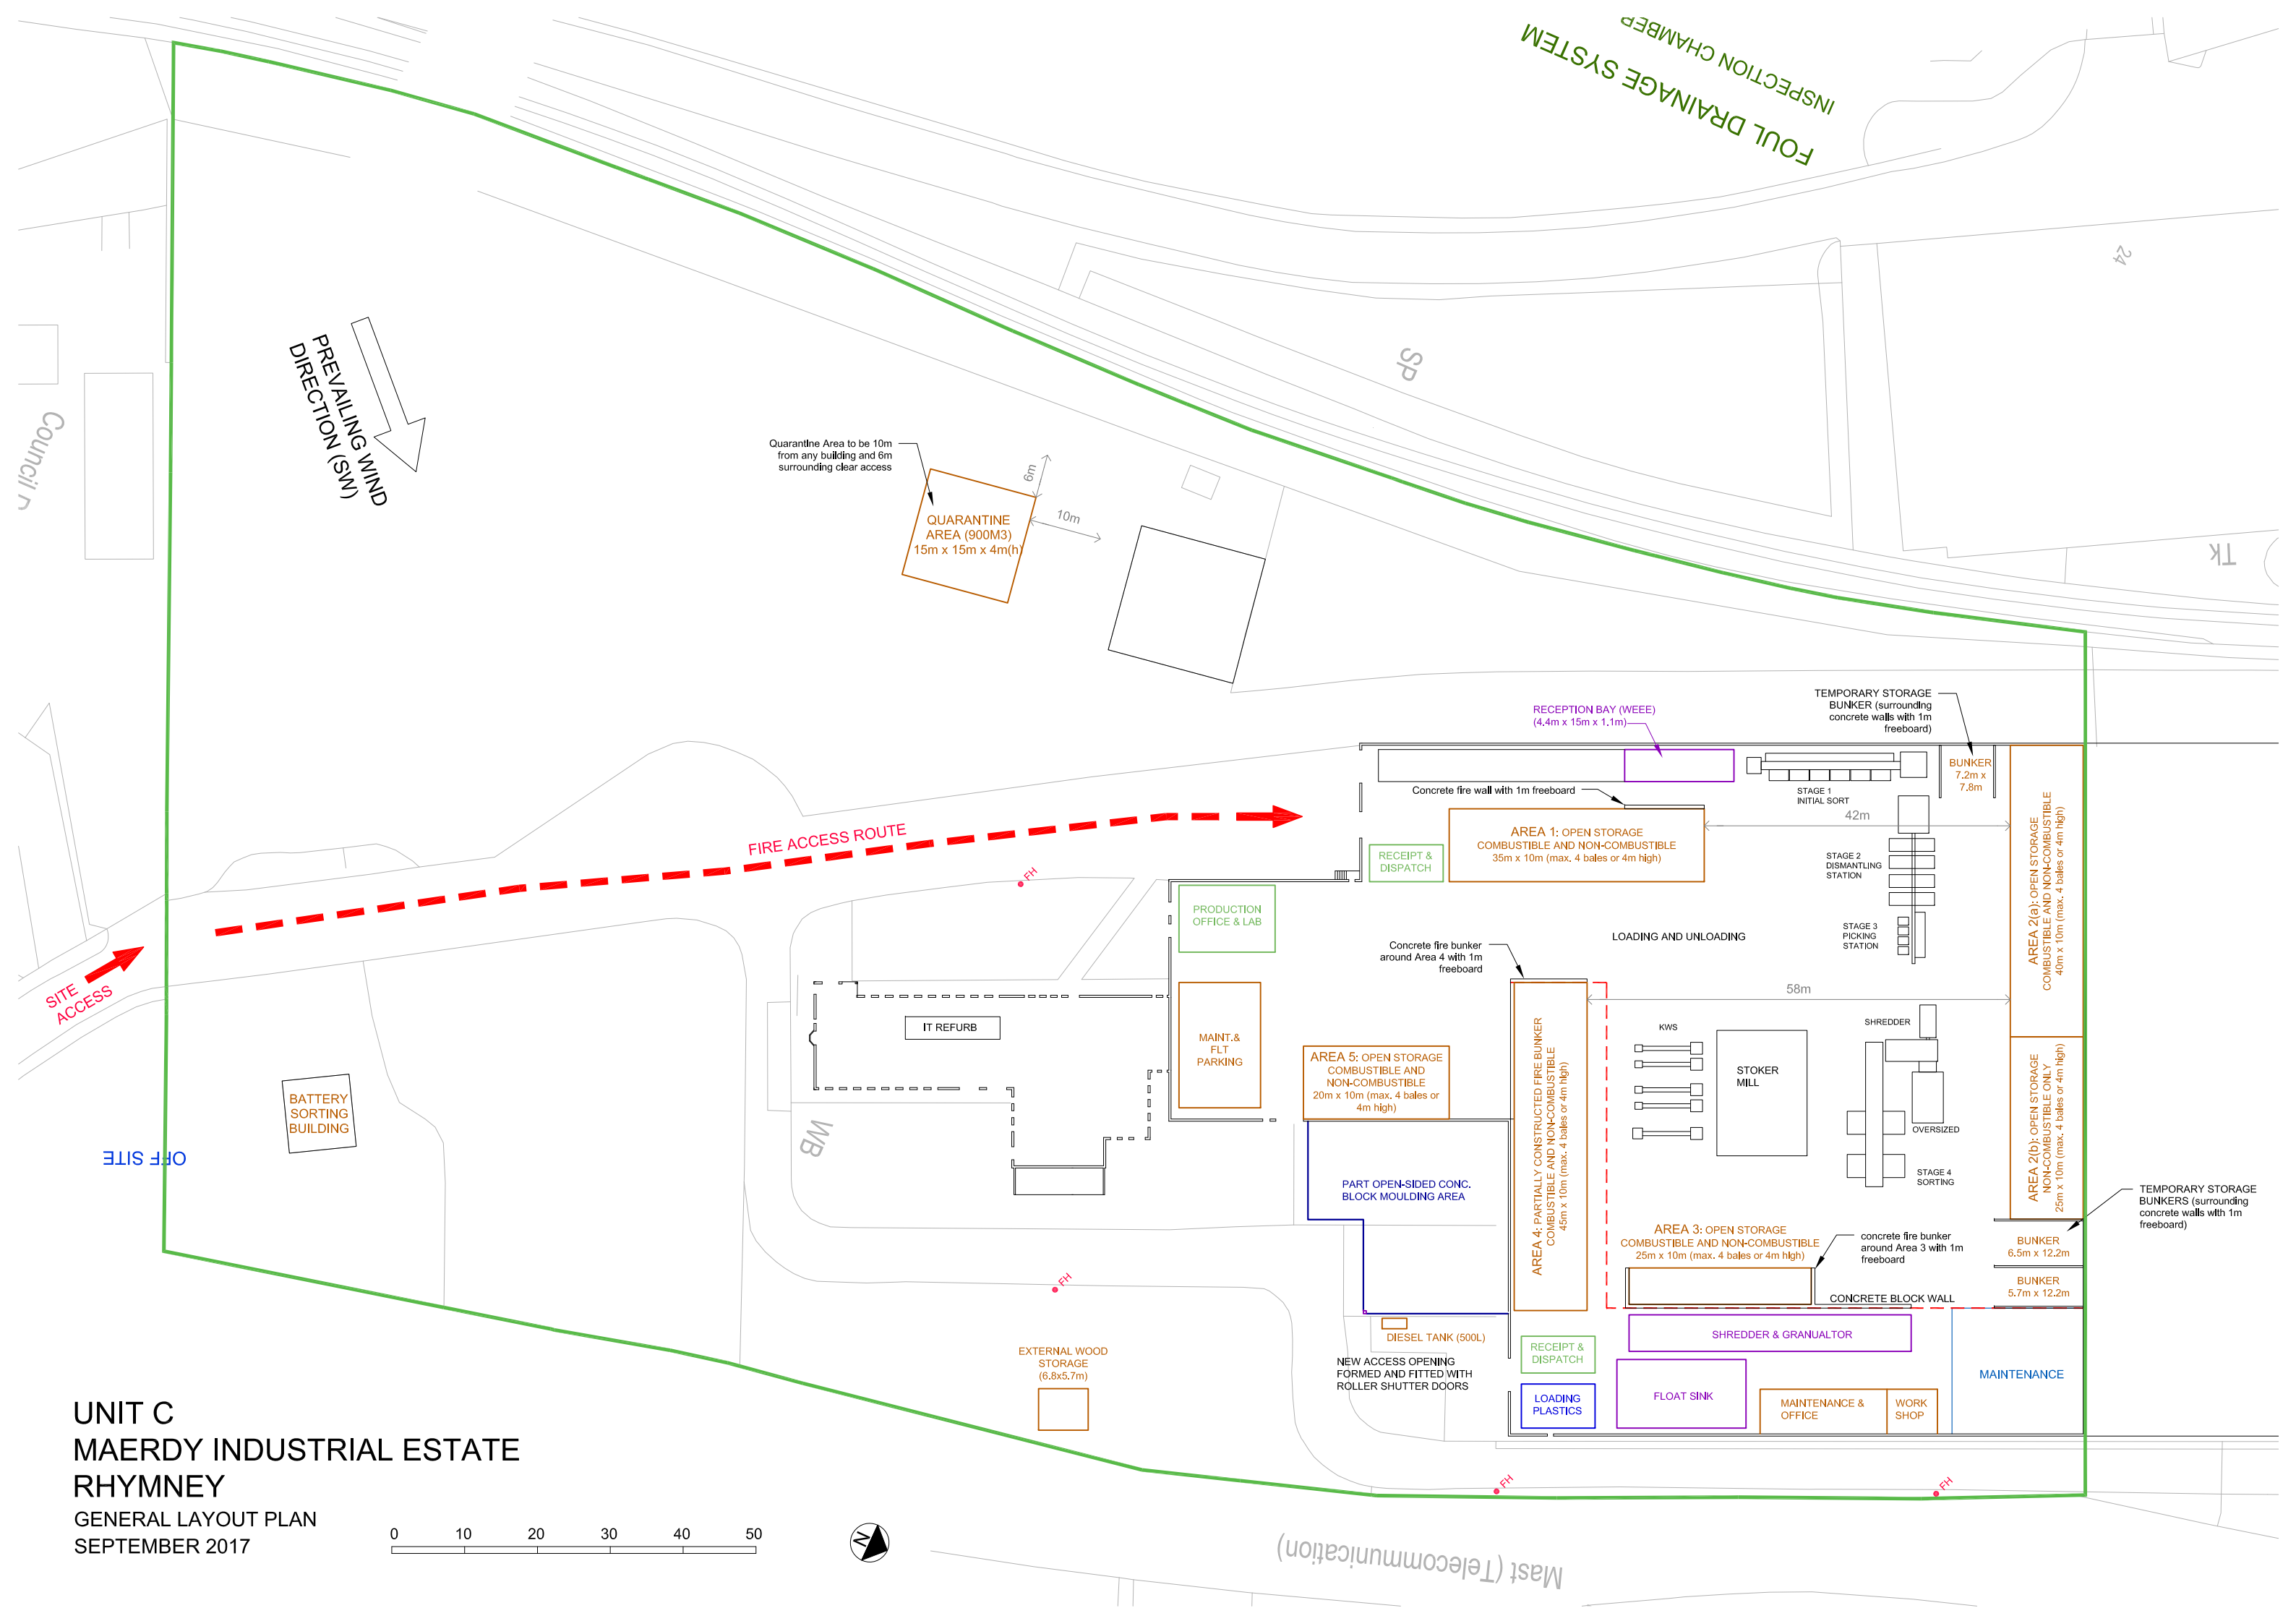 INSPECTION CHAMBER
FOUL DRAINAGE SYSTEM
24
SP
Tk
PREVAILING WIND
DIRECTION (SW)
Quarantine Area to be 10m
from any building and 6m
surrounding clear access
6m
10m
QUARANTINE
AREA (900M3)
15m x 15m x 4m(h)
RECEPTION BAY (WEEE)
(4.4m x 15m x 1.1m)
TEMPORARY STORAGE
BUNKER (surrounding
concrete walls with 1m
freeboard)
BUNKER
7.2m x
7.8m
STAGE 1
INITIAL SORT
Concrete fire wall with 1m freeboard
42m
AREA 1: OPEN STORAGE
COMBUSTIBLE AND NON-COMBUSTIBLE
35m x 10m (max. 4 bales or 4m high)
RECEIPT &
DISPATCH
STAGE 2
DISMANTLING
STATION
AREA 2(a): OPEN STORAGE
COMBUSTIBLE AND NON-COMBUSTIBLE
40m x 10m (max. 4 bales or 4m high)
FIRE ACCESS ROUTE
FH
PRODUCTION
OFFICE & LAB
STAGE 3
PICKING
STATION
LOADING AND UNLOADING
Concrete fire bunker
around Area 4 with 1m
freeboard
58m
SITE
ACCESS
IT REFURB
MAINT.&
FLT
PARKING
KWS
SHREDDER
STOKER
MILL
OVERSIZED
STAGE 4
SORTING
AREA 5: OPEN STORAGE
COMBUSTIBLE AND
NON-COMBUSTIBLE
20m x 10m (max. 4 bales or
4m high)
AREA 4: PARTIALLY CONSTRUCTED FIRE BUNKER
COMBUSTIBLE AND NON-COMBUSTIBLE
45m x 10m (max. 4 bales or 4m high)
AREA 2(b): OPEN STORAGE
NON-COMBUSTIBLE ONLY
25m x 10m (max. 4 bales or 4m high)
BATTERY
SORTING
BUILDING
OFF SITE
WB
PART OPEN-SIDED CONC.
BLOCK MOULDING AREA
TEMPORARY STORAGE
BUNKERS (surrounding
concrete walls with 1m
freeboard)
AREA 3: OPEN STORAGE
COMBUSTIBLE AND NON-COMBUSTIBLE
25m x 10m (max. 4 bales or 4m high)
concrete fire bunker
around Area 3 with 1m
freeboard
BUNKER
6.5m x 12.2m
BUNKER
5.7m x 12.2m
CONCRETE BLOCK WALL
FH
DIESEL TANK (500L)
SHREDDER & GRANUALTOR
RECEIPT &
DISPATCH
NEW ACCESS OPENING
FORMED AND FITTED WITH
ROLLER SHUTTER DOORS
EXTERNAL WOOD
STORAGE
(6.8x5.7m)
MAINTENANCE
LOADING
PLASTICS
FLOAT SINK
MAINTENANCE &
OFFICE
WORK
SHOP
FH
FH
UNIT C
MAERDY INDUSTRIAL ESTATE
RHYMNEY
GENERAL LAYOUT PLAN
SEPTEMBER 2017
0 10 20 30 40 50
N
Mast (Telecommunication)
Council